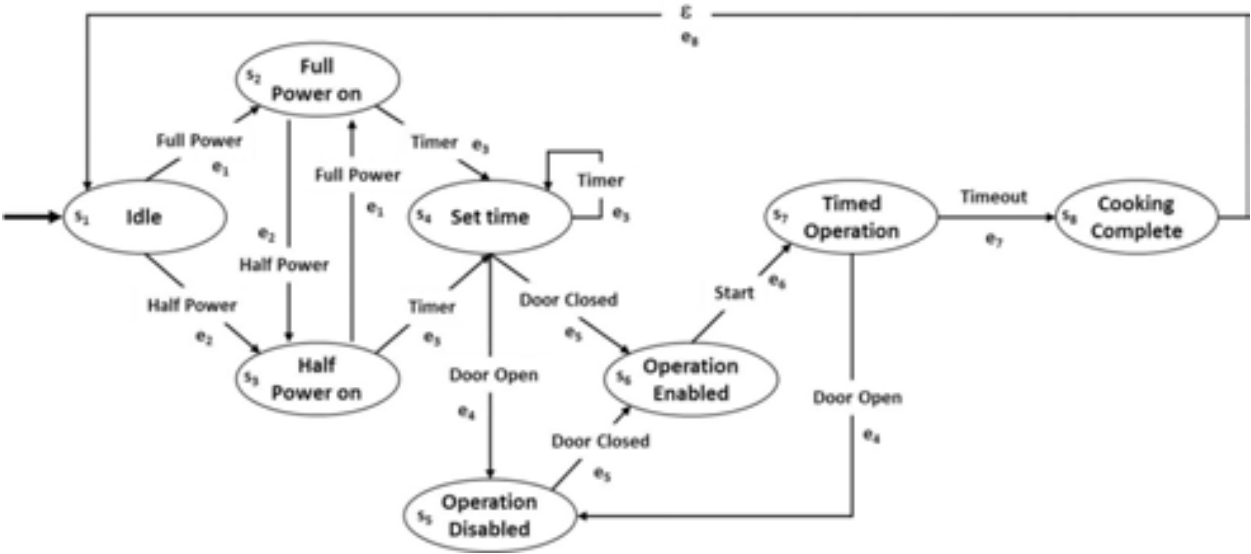 ε
e₈
s₂
Full
Power on
Full Power
e₁
Timer e₃
Full Power
e₁
Timer
e₃
s₁ Idle
s₄ Set time
s₇
Timed
Operation
Timeout
e₇
s₈
Cooking
Complete
e₂
Half Power
Half Power
e₂
Timer
e₃
Door Closed
e₅
Start
e₆
s₃
Half
Power on
Door Open
e₄
s₆
Operation
Enabled
Door Open
e₄
Door Closed
e₅
s₅
Operation
Disabled